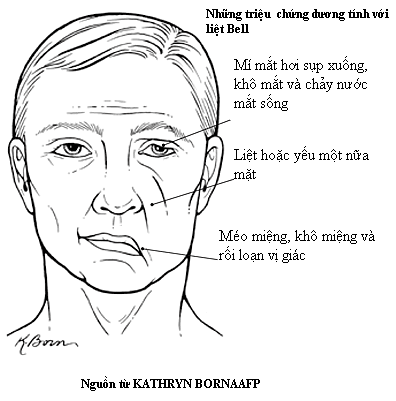 Những triệu chứng dương tính với
liệt Bell
Mí mắt hơi sụp xuống,
khô mắt và chảy nước
mắt sống
Liệt hoặc yếu một nữa
mặt
Méo miệng, khô miệng và
rối loạn vị giác
K.Born
Nguồn từ KATHRYN BORNAAFP